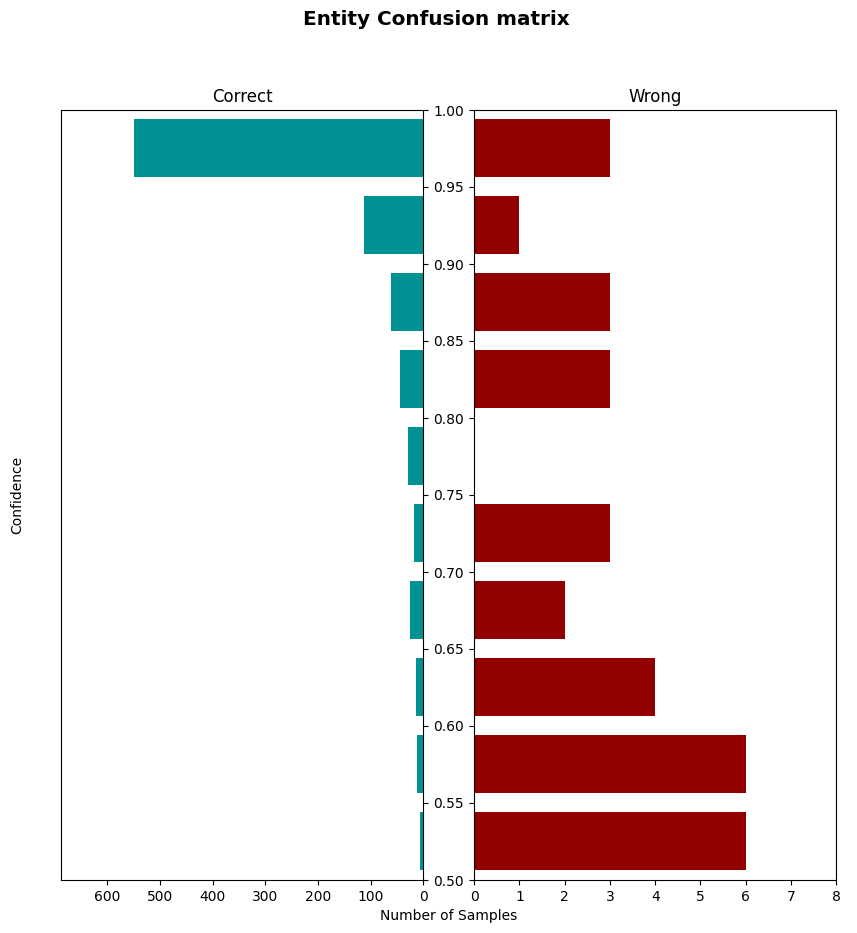 Entity Confusion matrix
Correct
Wrong
1.00
0.95
0.90
0.85
0.80
0.75
0.70
0.65
0.60
0.55
0.50
Confidence
600 500 400 300 200 100 0
0 1 2 3 4 5 6 7 8
Number of Samples